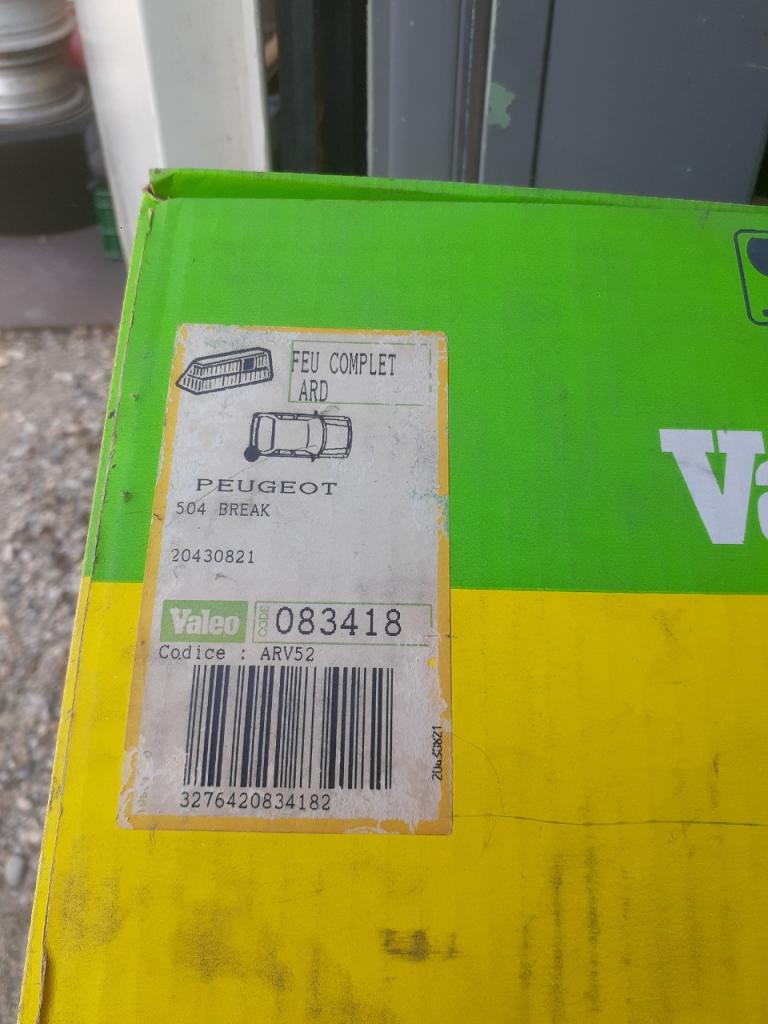 FEU COMPLET
ARD
PEUGEOT
504 BREAK
20430821
Valeo CODE 083418
Codice : ARV52
3276420834182
20430821
Va